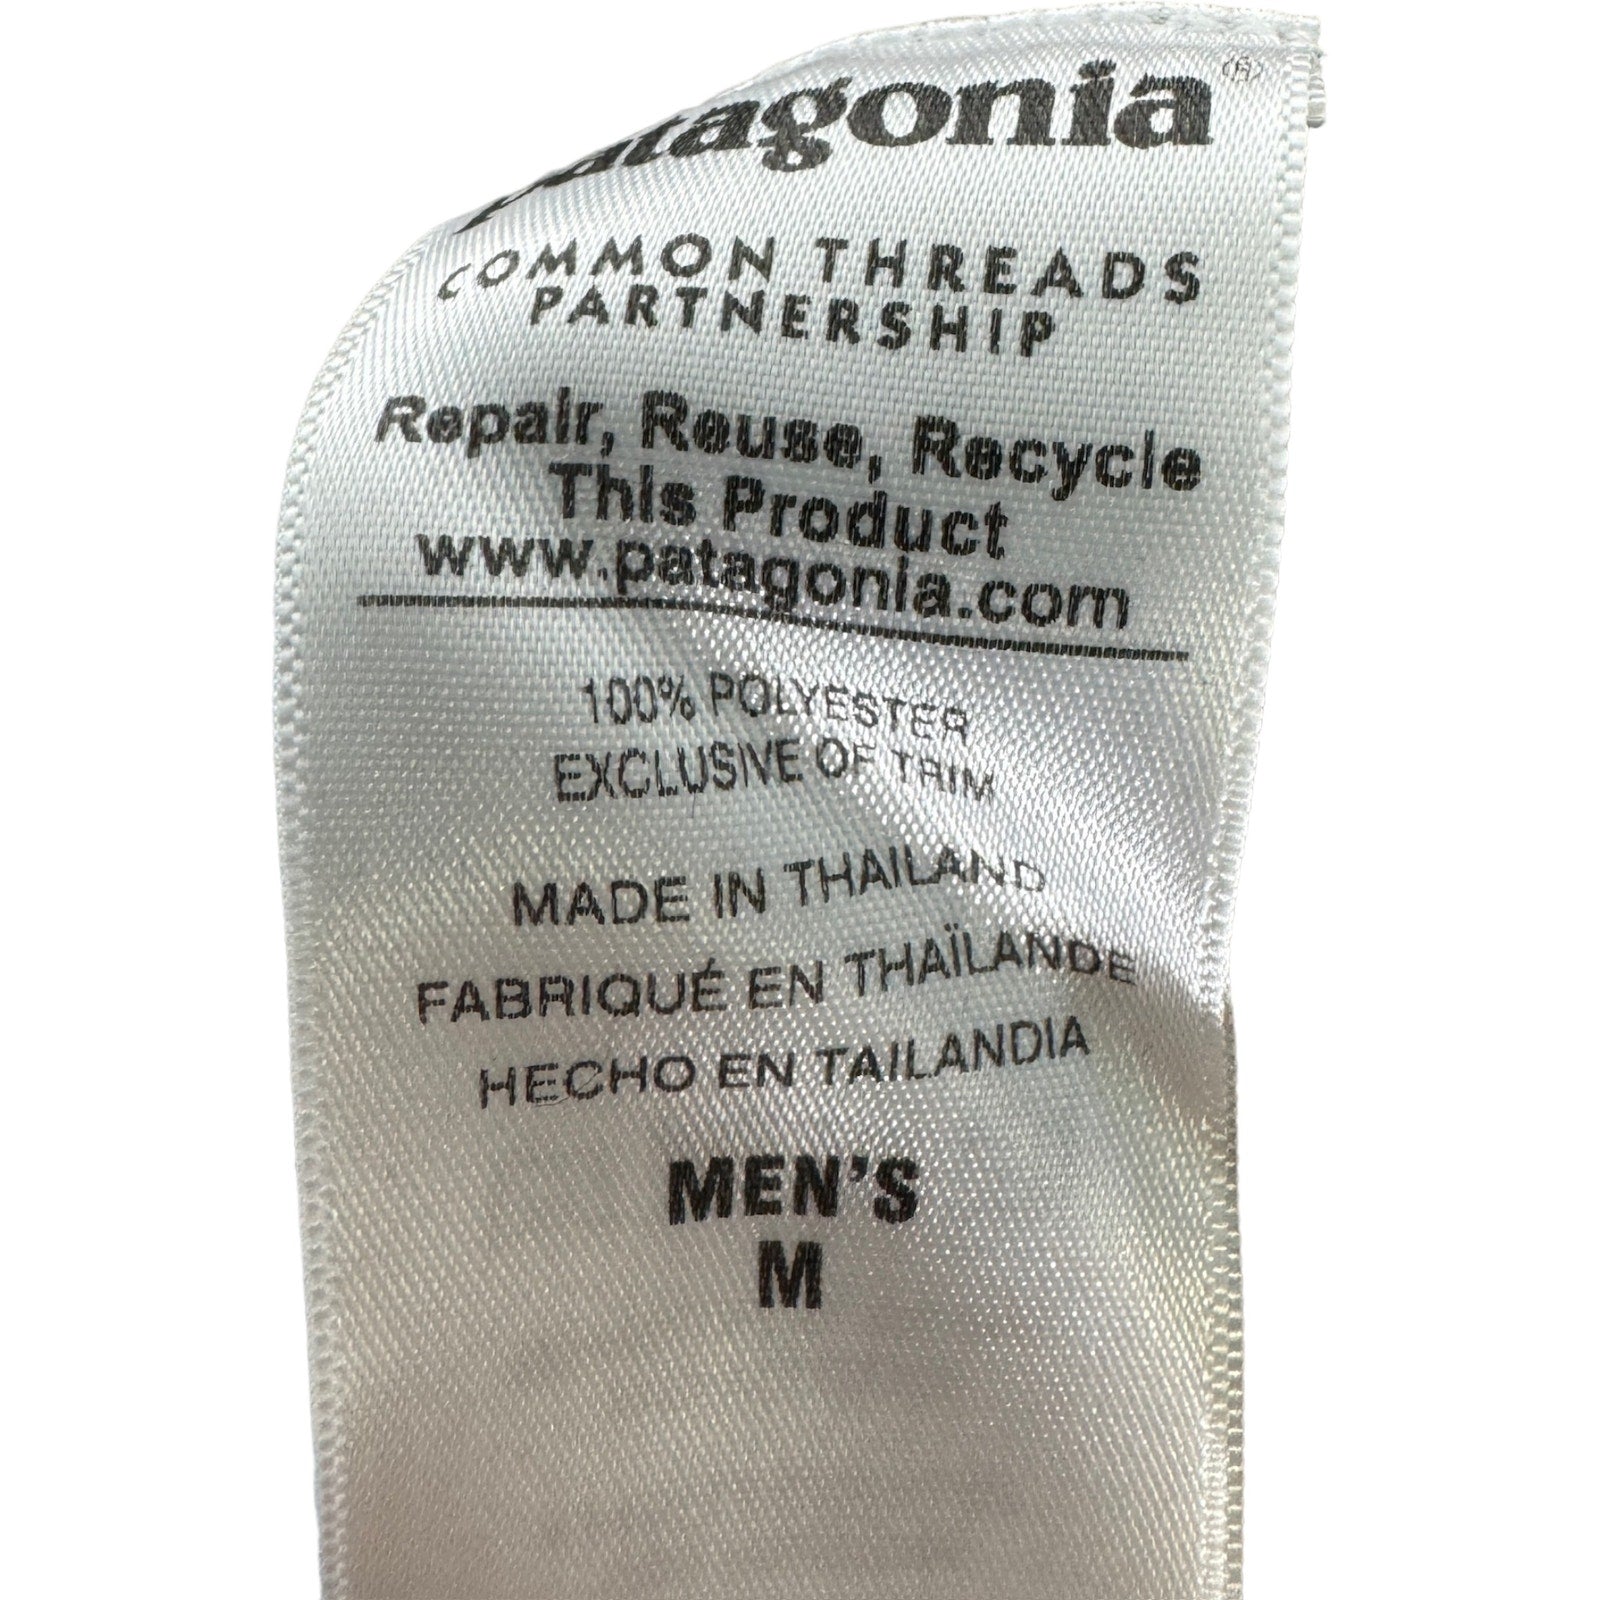 patagonia®
COMMON THREADS
PARTNERSHIP
Repair, Reuse, Recycle
This Product
www.patagonia.com
100% POLYESTER
EXCLUSIVE OF TRIM
MADE IN THAILAND
FABRIQUÉ EN THAÏLANDE
HECHO EN TAILANDIA
MEN'S
M